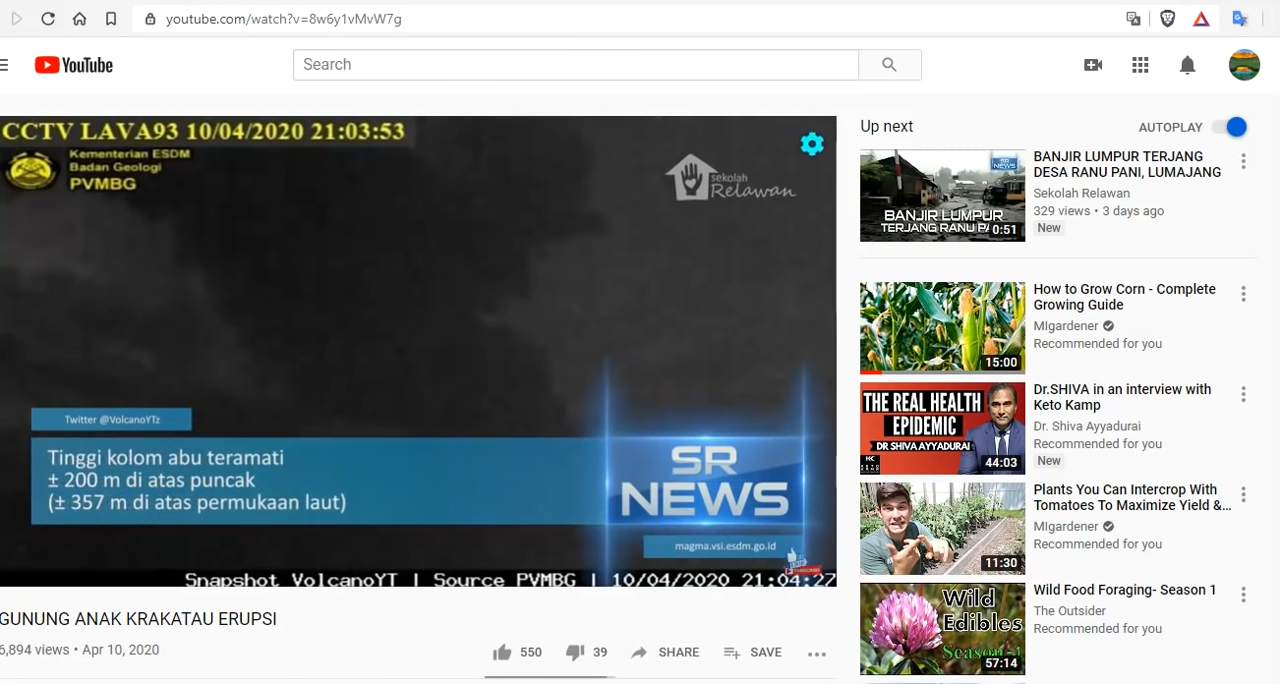 youtube.com/watch?v=8w6y1vMvW7g
YouTube
Search
CCTV LAVA93 10/04/2020 21:03:53
Kementerian ESDM
Badan Geologi
PVMBG
sekolah
Relawan
Twitter @VolcanoYTz
Tinggi kolom abu teramati
± 200 m di atas puncak
(± 357 m di atas permukaan laut)
SR
NEWS
magma.vsi.esdm.go.id
Snapshot VolcanoYT | Source PVMBG | 10/04/2020 21:04:27
GUNUNG ANAK KRAKATAU ERUPSI
6,894 views • Apr 10, 2020
550
39
SHARE
SAVE
Up next
AUTOPLAY
SR
NEWS
BANJIR LUMPUR
TERJANG RANU PA
0:51
BANJIR LUMPUR TERJANG
DESA RANU PANI, LUMAJANG
Sekolah Relawan
329 views • 3 days ago
New
15:00
How to Grow Corn - Complete
Growing Guide
MIgardener
Recommended for you
THE REAL HEALTH
EPIDEMIC
DR SHIVA AYYADURAI
44:03
Dr.SHIVA in an interview with
Keto Kamp
Dr. Shiva Ayyadurai
Recommended for you
New
11:30
Plants You Can Intercrop With
Tomatoes To Maximize Yield &...
MIgardener
Recommended for you
Wild
Edibles
Season-1
57:14
Wild Food Foraging- Season 1
The Outsider
Recommended for you